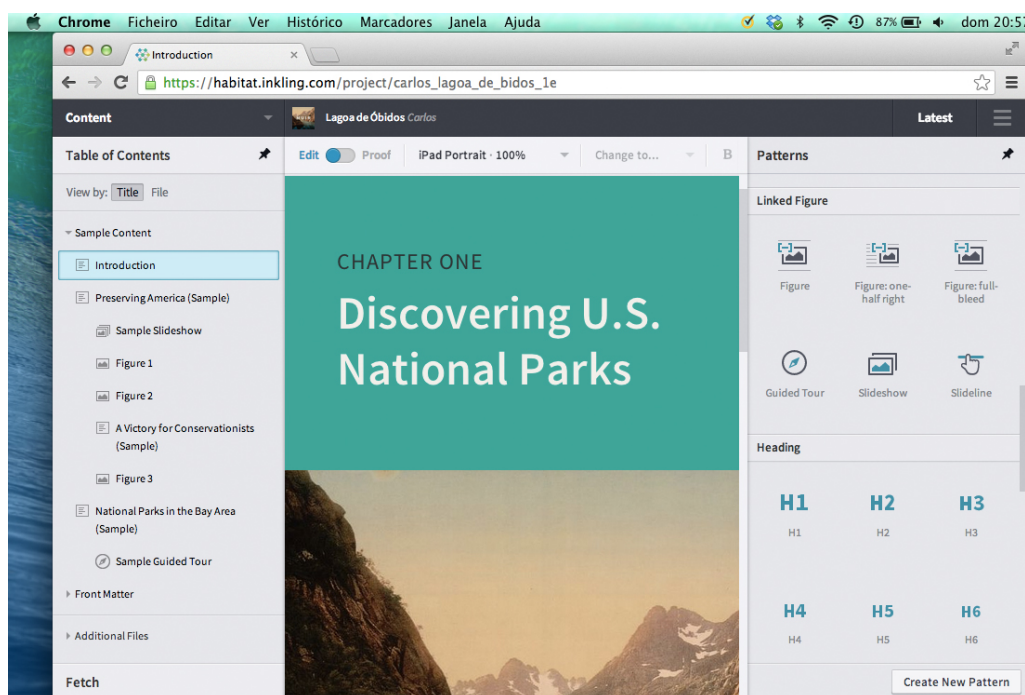 Chrome Ficheiro Editar Ver Histórico Marcadores Janela Ajuda 87% dom 20:57
Introduction
https://habitat.inkling.com/project/carlos_lagoa_de_bidos_1e
Content
Lagoa de Óbidos Carlos
Latest
Table of Contents
Edit Proof iPad Portrait · 100% Change to... B
Patterns
View by: Title File
Sample Content
Introduction
Preserving America (Sample)
Sample Slideshow
Figure 1
Figure 2
A Victory for Conservationists
(Sample)
Figure 3
National Parks in the Bay Area
(Sample)
Sample Guided Tour
Front Matter
Additional Files
Fetch
CHAPTER ONE
Discovering U.S.
National Parks
Linked Figure
Figure
Figure: one-
half right
Figure: full-
bleed
Guided Tour
Slideshow
Slideline
Heading
H1 H2 H3
H1 H2 H3
H4 H5 H6
H4 H5 H6
Create New Pattern